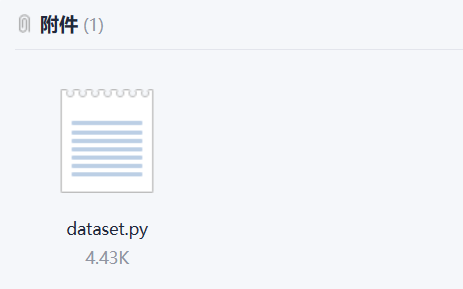 附件 (1)
dataset.py
4.43K